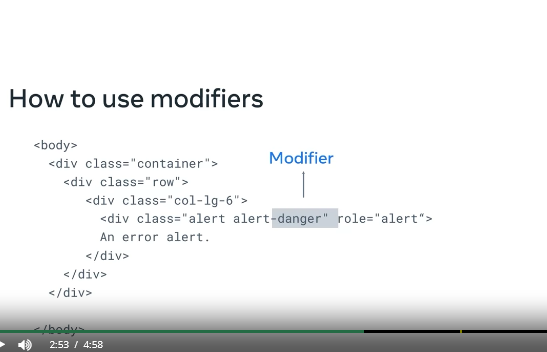 How to use modifiers
<body>
Modifier
<div class="container">
<div class="row">
<div class="col-lg-6">
<div class="alert alert-danger" role="alert“>
An error alert.
</div>
</div>
</div>
</body>
2:53 / 4:58